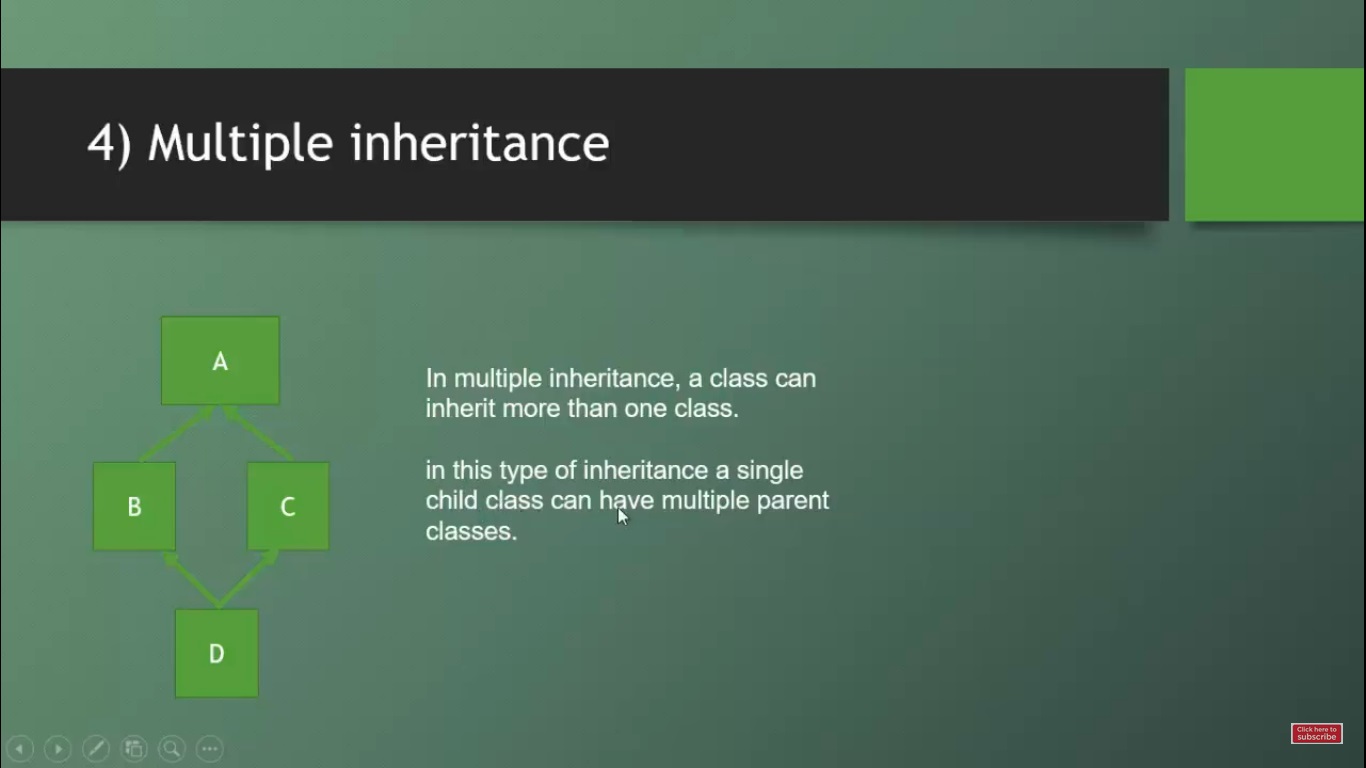 4) Multiple inheritance
A
B
C
D
In multiple inheritance, a class can
inherit more than one class.
in this type of inheritance a single
child class can have multiple parent
classes.
Click here to
subscribe